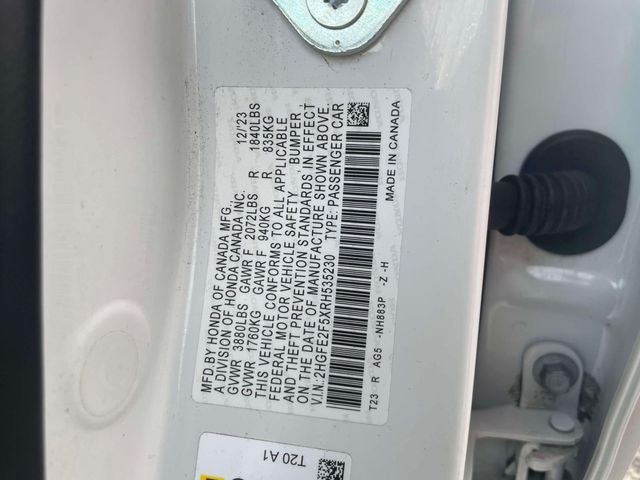 MFD.BY HONDA OF CANADA MFG. 12/'23
A DIVISION OF HONDA CANADA INC.
GVWR 3880LBS GAWR F 2072LBS R 1840LBS
GVWR 1760KG GAWR F 940KG R 835KG
THIS VEHICLE CONFORMS TO ALL APPLICABLE
FEDERAL MOTOR VEHICLE SAFETY , BUMPER ,
AND THEFT PREVENTION STANDARDS IN EFFECT
ON THE DATE OF MANUFACTURE SHOWN ABOVE.
V.I.N.:2HGFE2F5XRH535230 TYPE: PASSENGER CAR
T23 R AG5 -NH883P -Z -H MADE IN CANADA
T20 A1